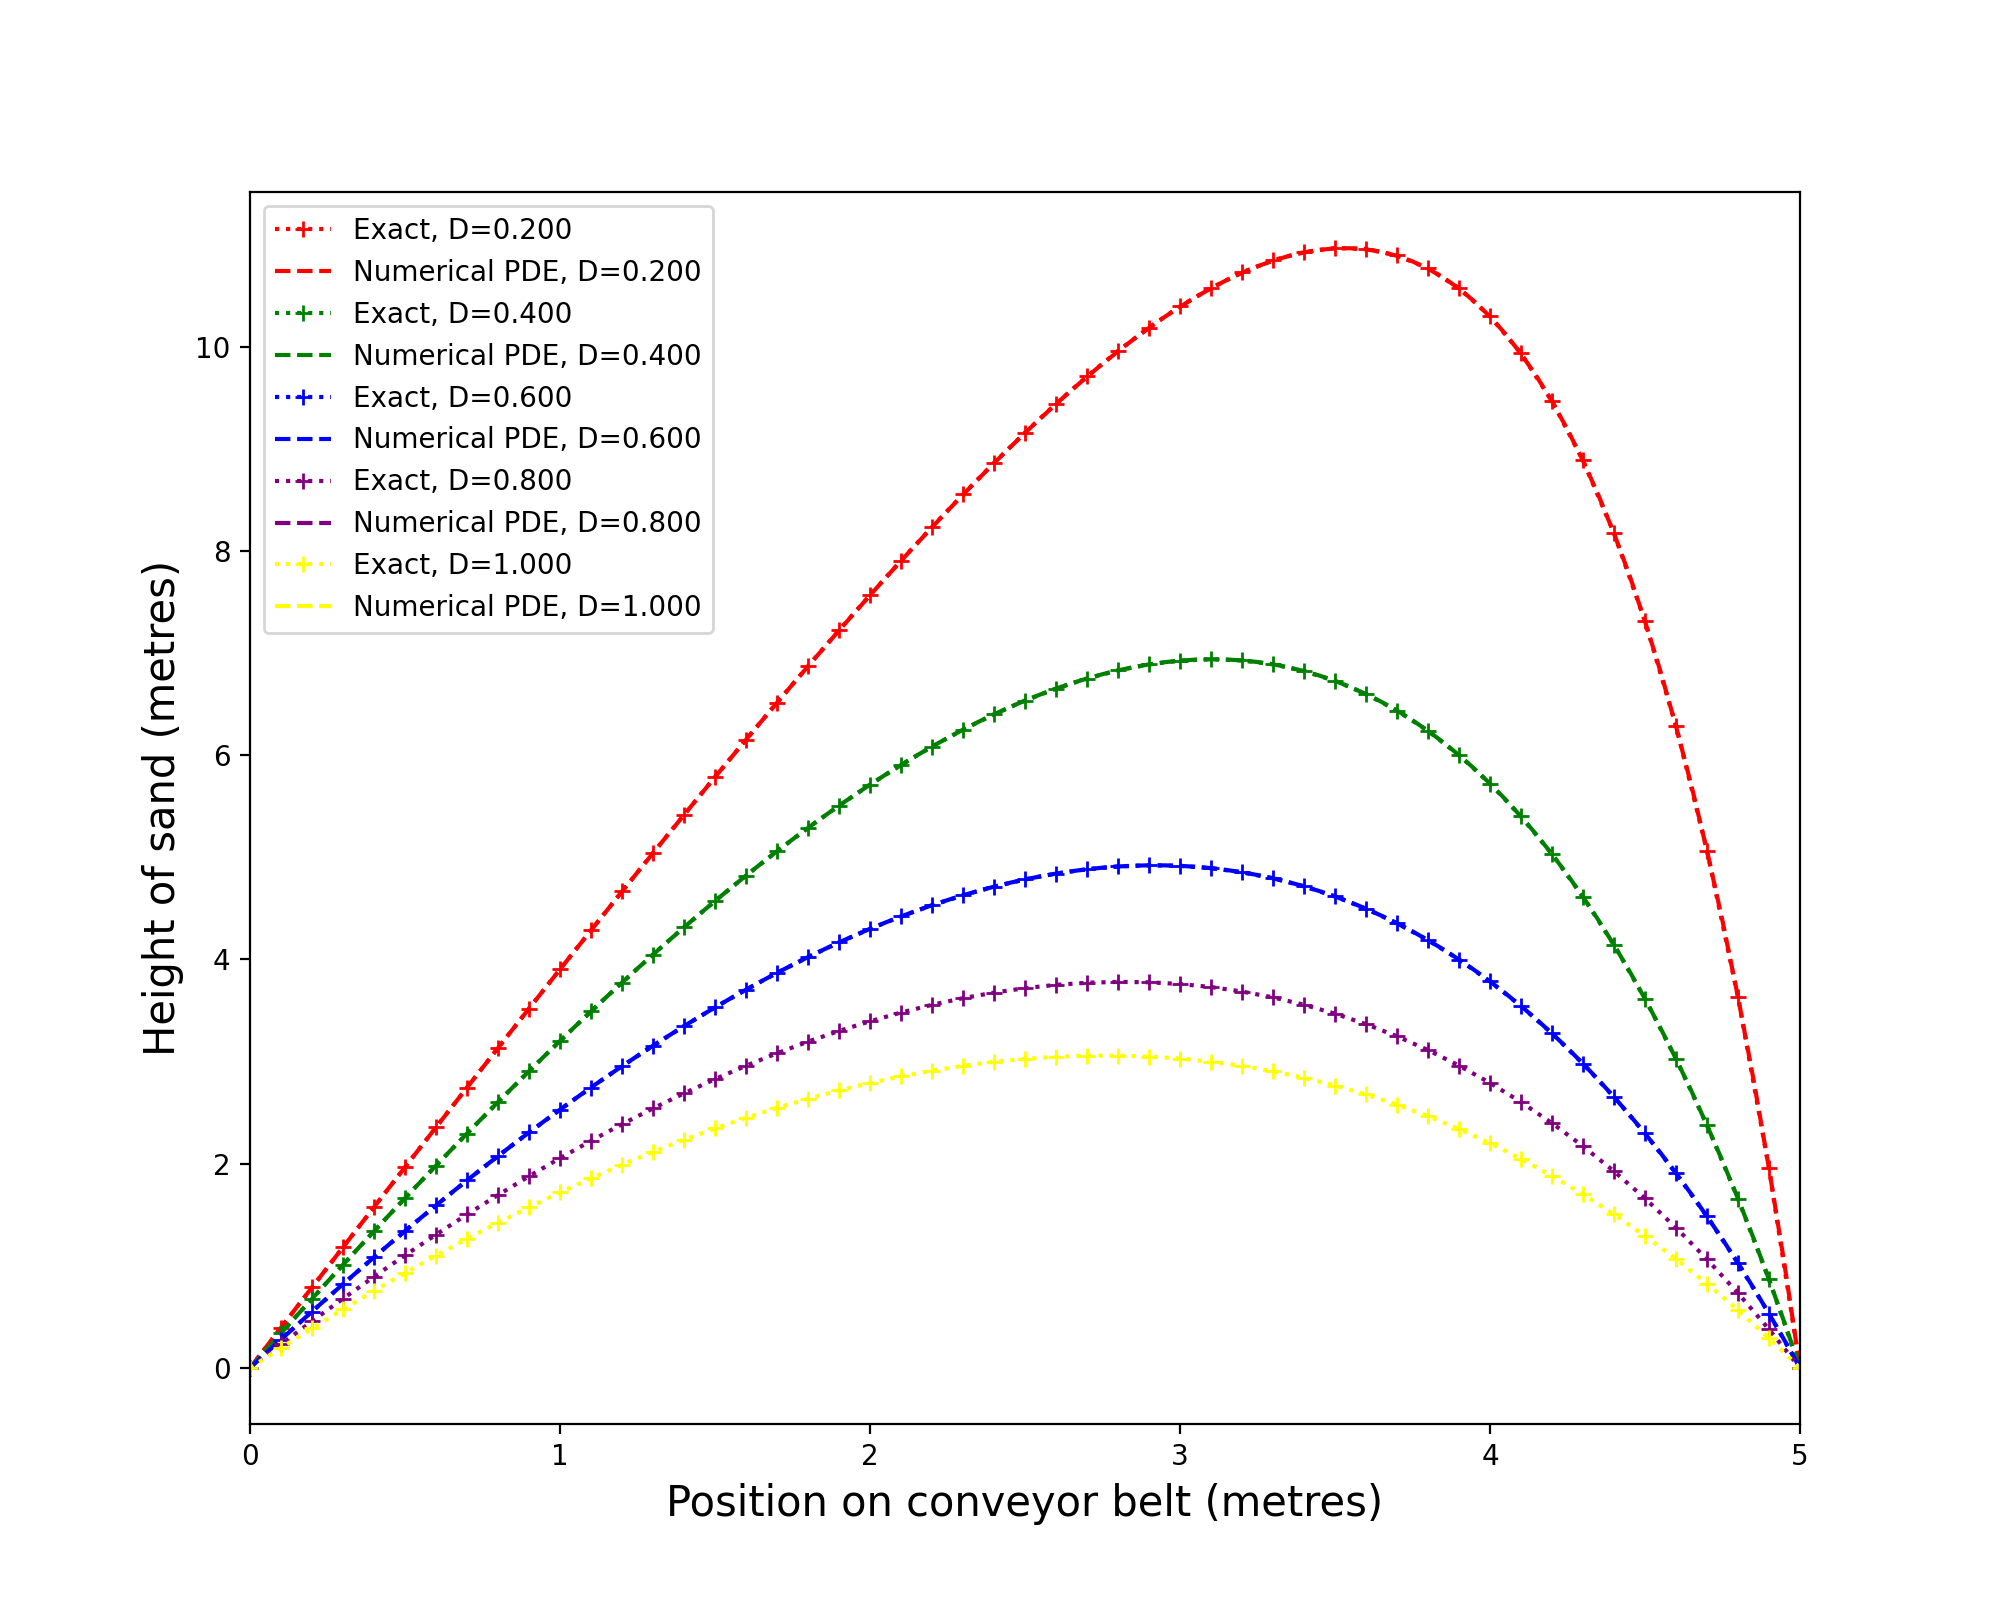 Exact, D=0.200
Numerical PDE, D=0.200
Exact, D=0.400
Numerical PDE, D=0.400
Exact, D=0.600
Numerical PDE, D=0.600
Exact, D=0.800
Numerical PDE, D=0.800
Exact, D=1.000
Numerical PDE, D=1.000
Height of sand (metres)
10
8
6
4
2
0
0 1 2 3 4 5
Position on conveyor belt (metres)